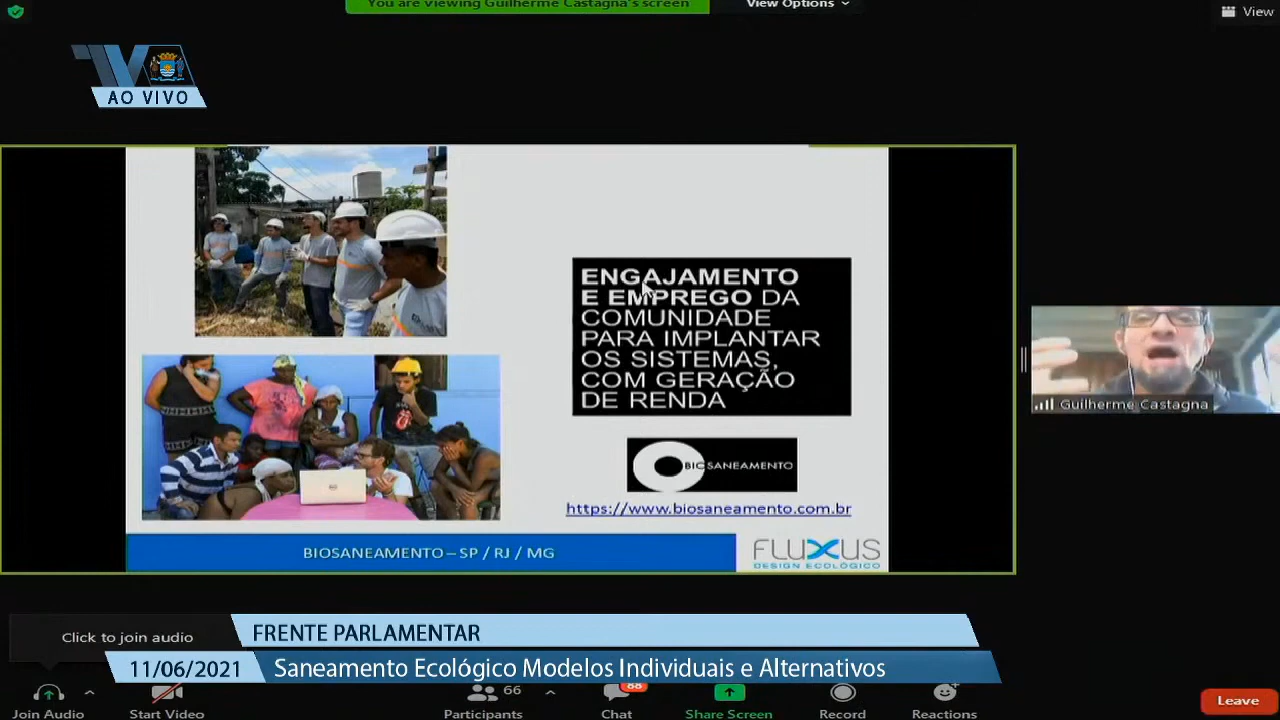 You are viewing Guilherme Castagna's screen
View Options
View
TV
AO VIVO
ENGAJAMENTO
E EMPREGO DA
COMUNIDADE
PARA IMPLANTAR
OS SISTEMAS,
COM GERAÇÃO
DE RENDA
BIOSANEAMENTO
https://www.biosaneamento.com.br
BIOSANEAMENTO – SP / RJ / MG
FLUXUS
DESIGN ECOLÓGICO
Guilherme Castagna
Click to join audio
FRENTE PARLAMENTAR
11/06/2021
Saneamento Ecológico Modelos Individuais e Alternativos
66
88
Join Audio
Start Video
Participants
Chat
Share Screen
Record
Reactions
Leave